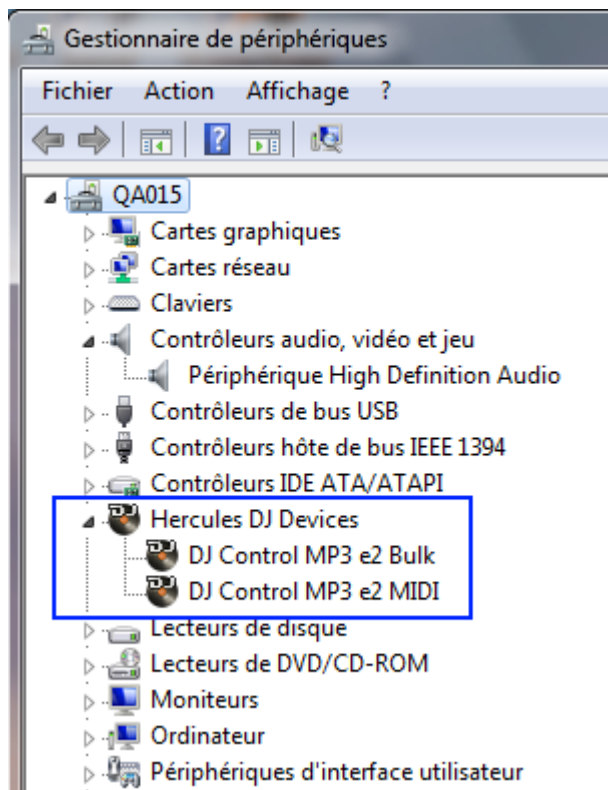 Gestionnaire de périphériques
Fichier Action Affichage ?
QA015
Cartes graphiques
Cartes réseau
Claviers
Contrôleurs audio, vidéo et jeu
Périphérique High Definition Audio
Contrôleurs de bus USB
Contrôleurs hôte de bus IEEE 1394
Contrôleurs IDE ATA/ATAPI
Hercules DJ Devices
DJ Control MP3 e2 Bulk
DJ Control MP3 e2 MIDI
Lecteurs de disque
Lecteurs de DVD/CD-ROM
Moniteurs
Ordinateur
Périphériques d'interface utilisateur